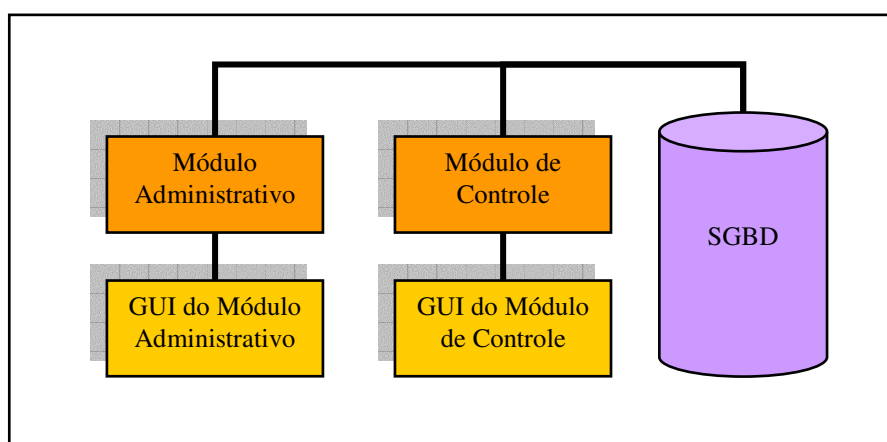 Módulo
Administrativo
Módulo de
Controle
SGBD
GUI do Módulo
Administrativo
GUI do Módulo
de Controle